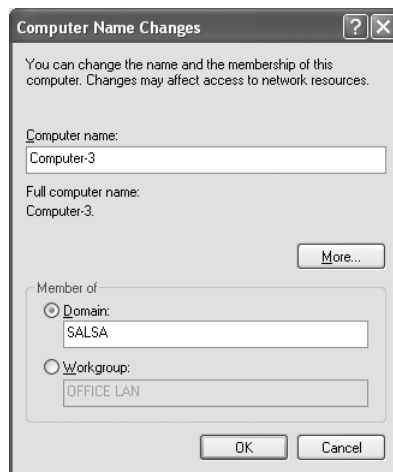 Computer Name Changes
You can change the name and the membership of this
computer. Changes may affect access to network resources.
Computer name:
Computer-3
Full computer name:
Computer-3.
More...
Member of
Domain:
SALSA
Workgroup:
OFFICE LAN
OK Cancel